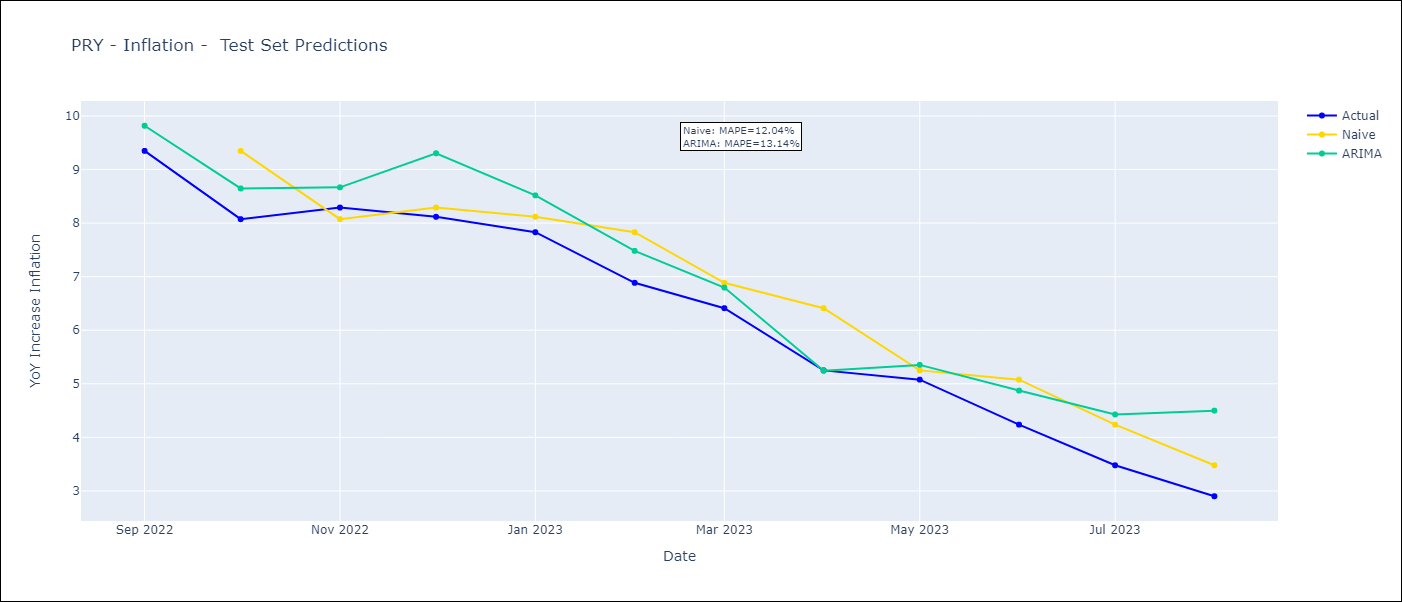 PRY - Inflation -  Test Set Predictions
Naive: MAPE=12.04%
ARIMA: MAPE=13.14%
Actual
Naive
ARIMA
YoY Increase Inflation
10
9
8
7
6
5
4
3
Sep 2022
Nov 2022
Jan 2023
Mar 2023
May 2023
Jul 2023
Date